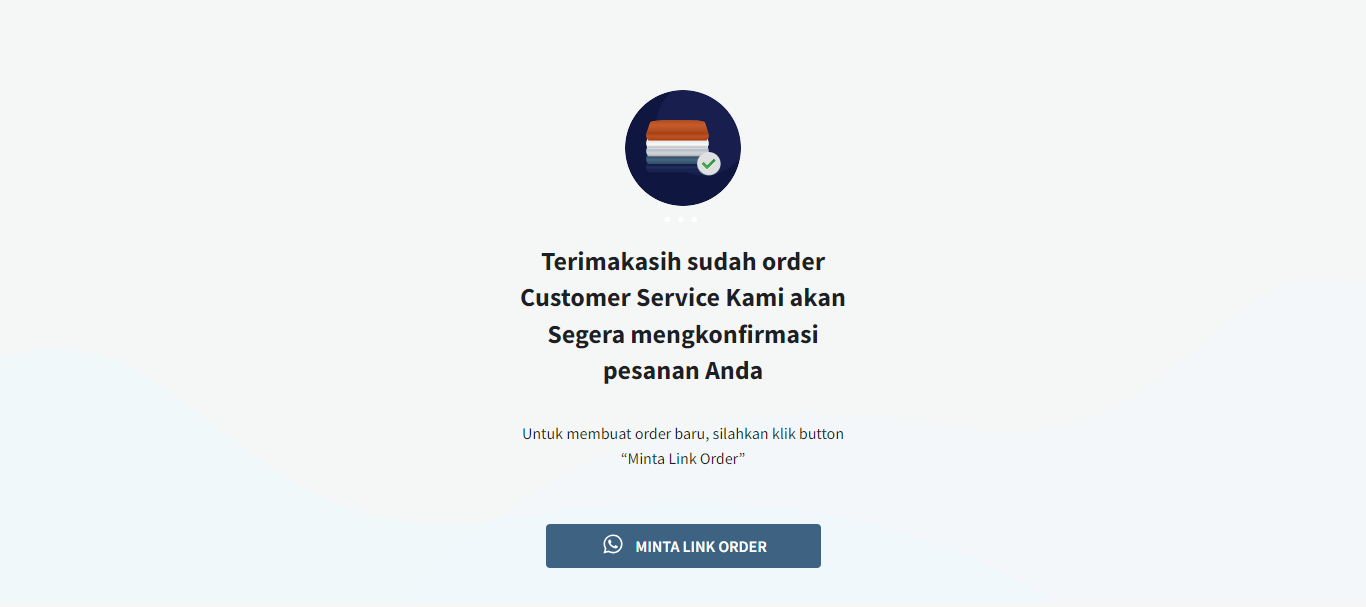 Terimakasih sudah order
Customer Service Kami akan
Segera mengkonfirmasi
pesanan Anda
Untuk membuat order baru, silahkan klik button
“Minta Link Order”
MINTA LINK ORDER